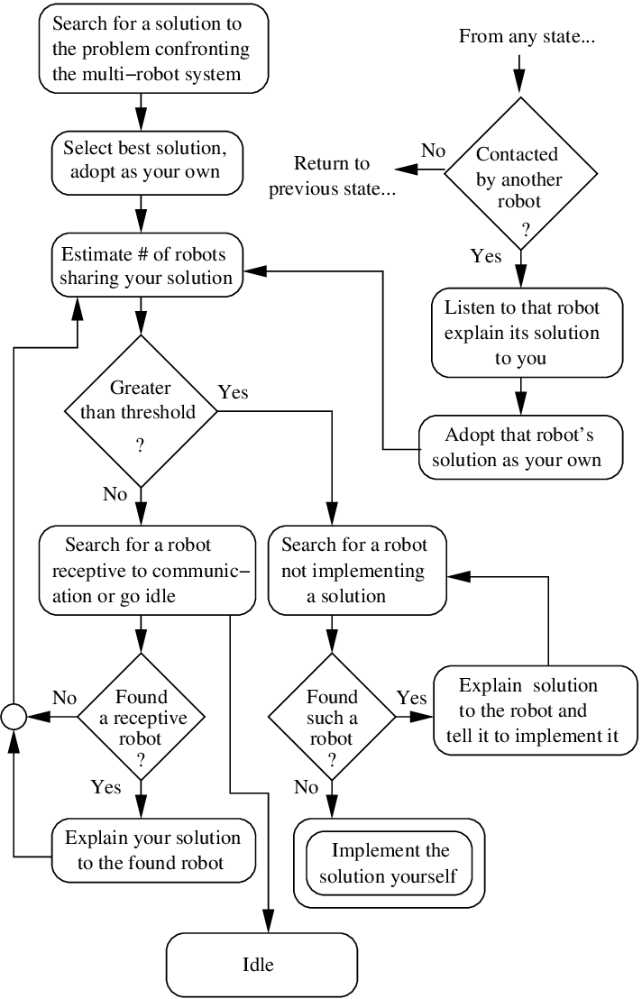 Search for a solution to
the problem confronting
the multi−robot system
Select best solution,
adopt as your own
Estimate # of robots
sharing your solution
Greater
than threshold
?
Yes
No
Search for a robot
receptive to communic−
ation or go idle
Found
a receptive
robot
?
No
Yes
Explain your solution
to the found robot
Idle
Search for a robot
not implementing
a solution
Found
such a
robot
?
Yes
No
Explain solution
to the robot and
tell it to implement it
Implement the
solution yourself
From any state...
Contacted
by another
robot
?
No
Return to
previous state...
Yes
Listen to that robot
explain its solution
to you
Adopt that robot's
solution as your own